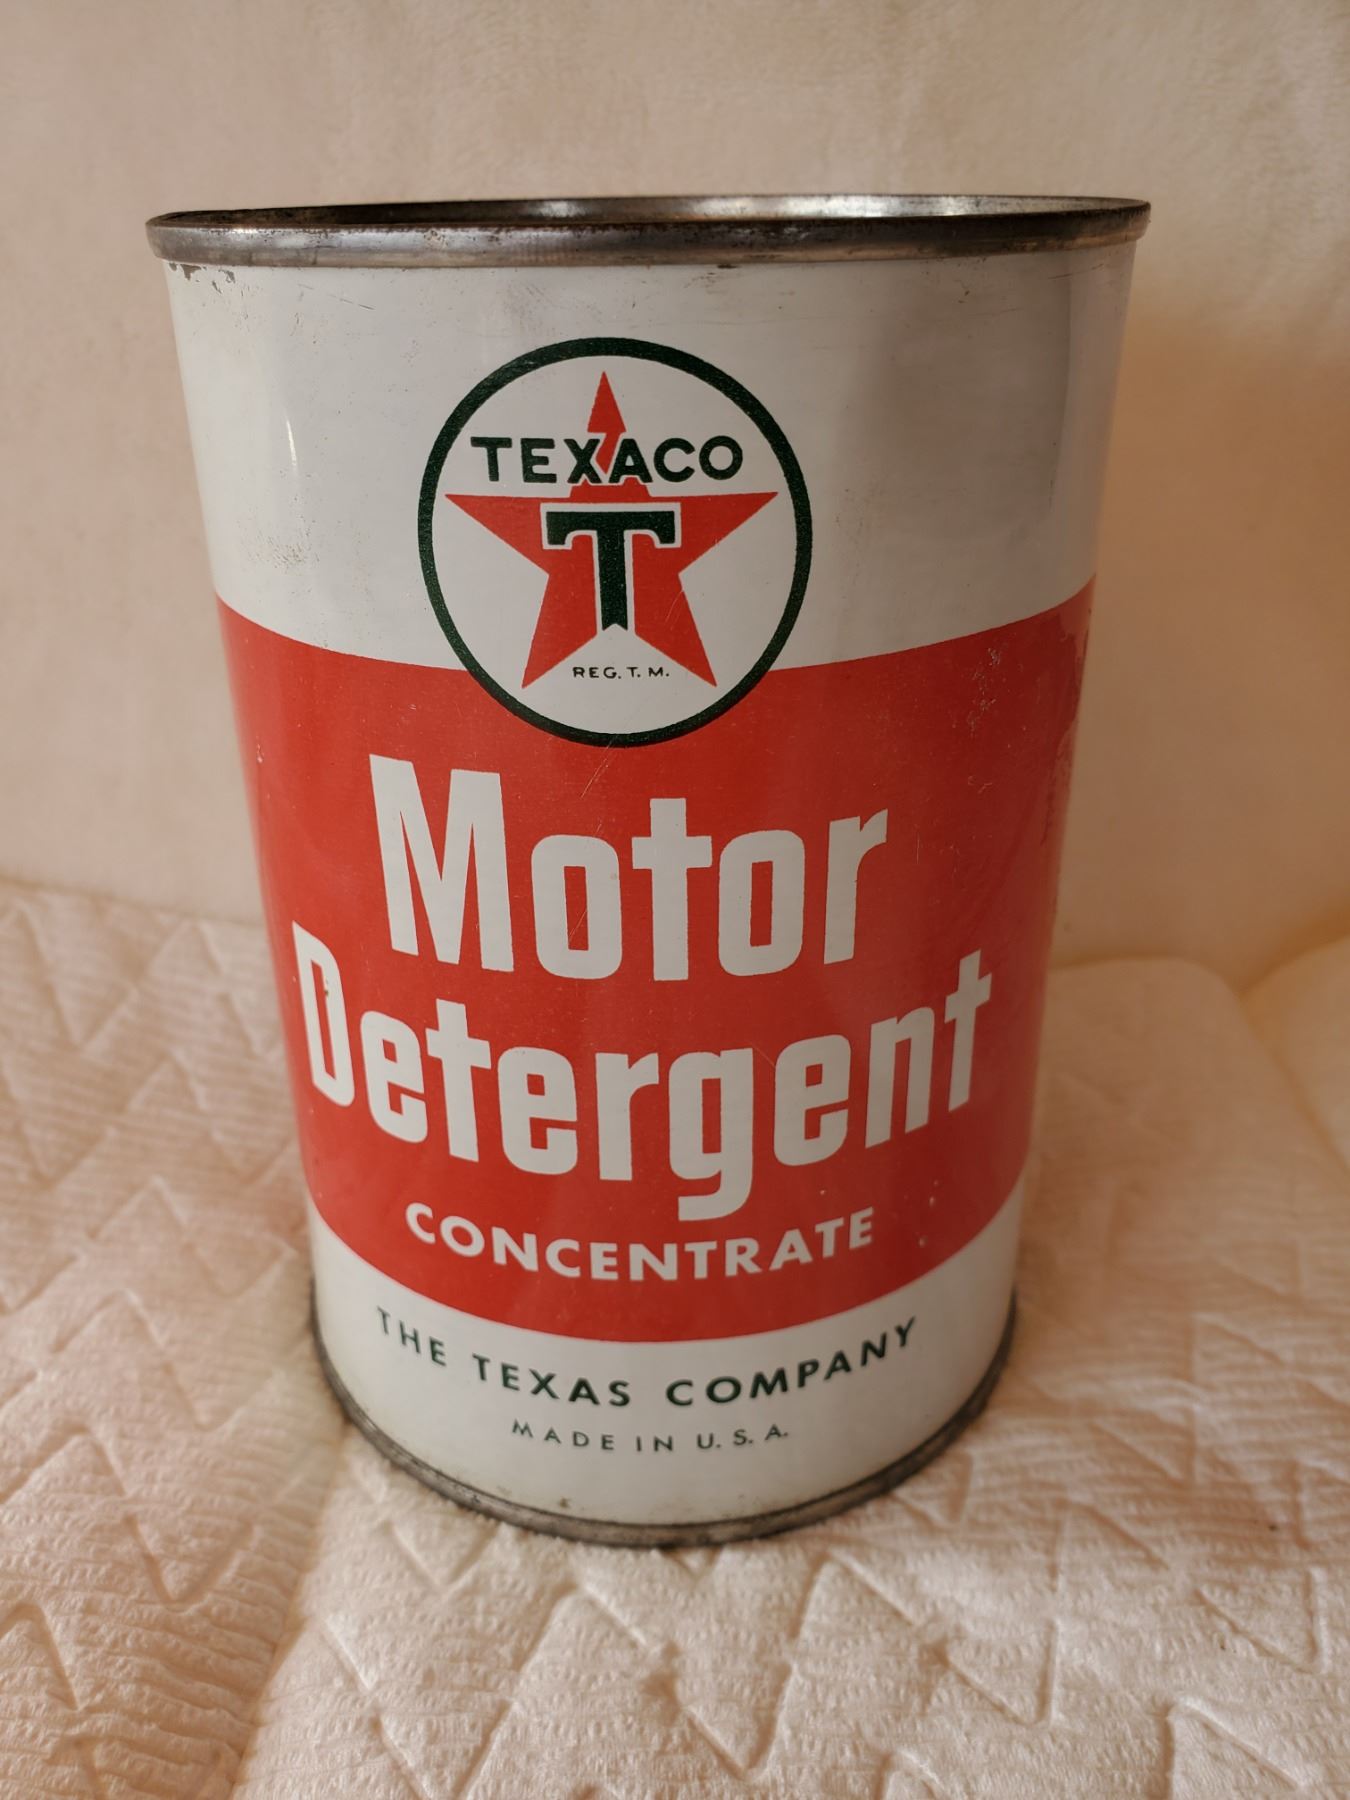 TEXACO
T
REG. T. M.
Motor
Detergent
CONCENTRATE
THE TEXAS COMPANY
MADE IN U. S. A.